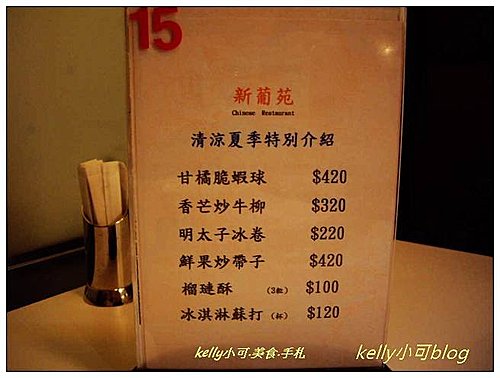 15
新葡苑
Chinese Restaurant
清涼夏季特別介紹
甘橘脆蝦球 $420
香芒炒牛柳 $320
明太子冰卷 $220
鮮果炒帶子 $420
榴璉酥 (3粒) $100
冰淇淋蘇打 (杯) $120
kelly小可.美食.手札
kelly小可blog